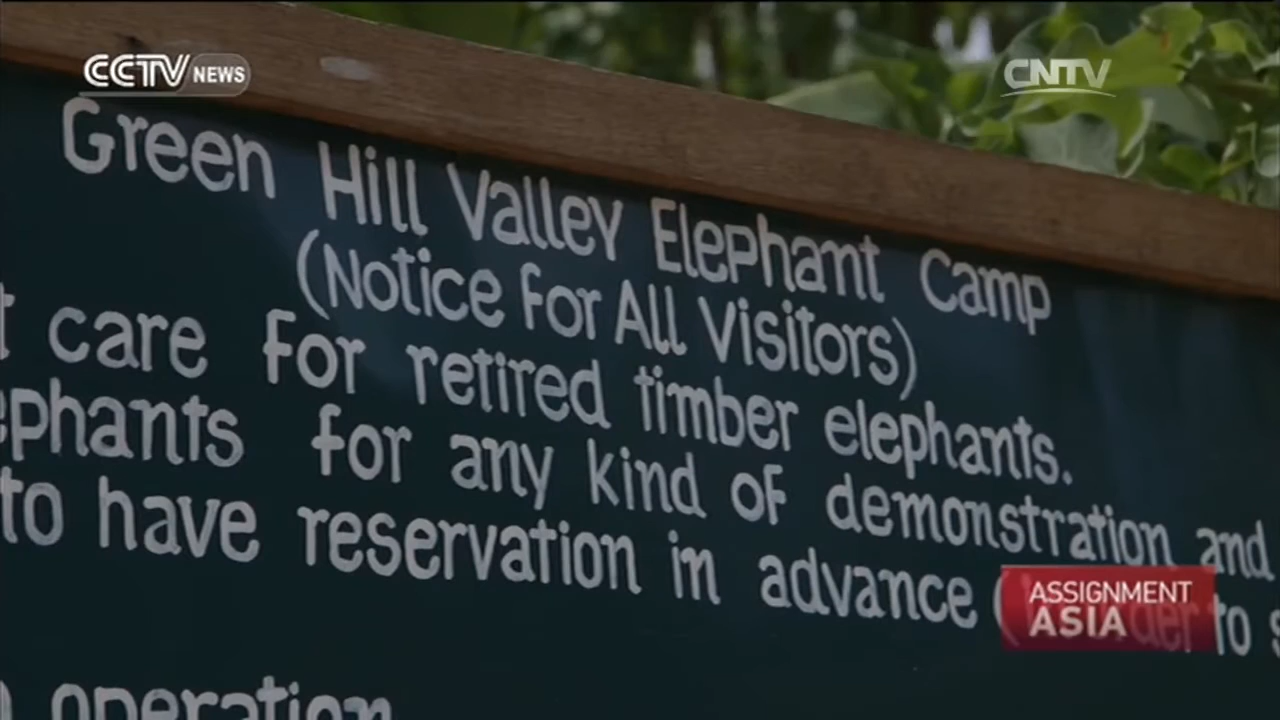 CCTV NEWS
CNTV
Green Hill Valley Elephant Camp
(Notice for All Visitors)
care for retired timber elephants.
for any kind of demonstration and
to have reservation in advance (
to
operation
ASSIGNMENT
ASIA